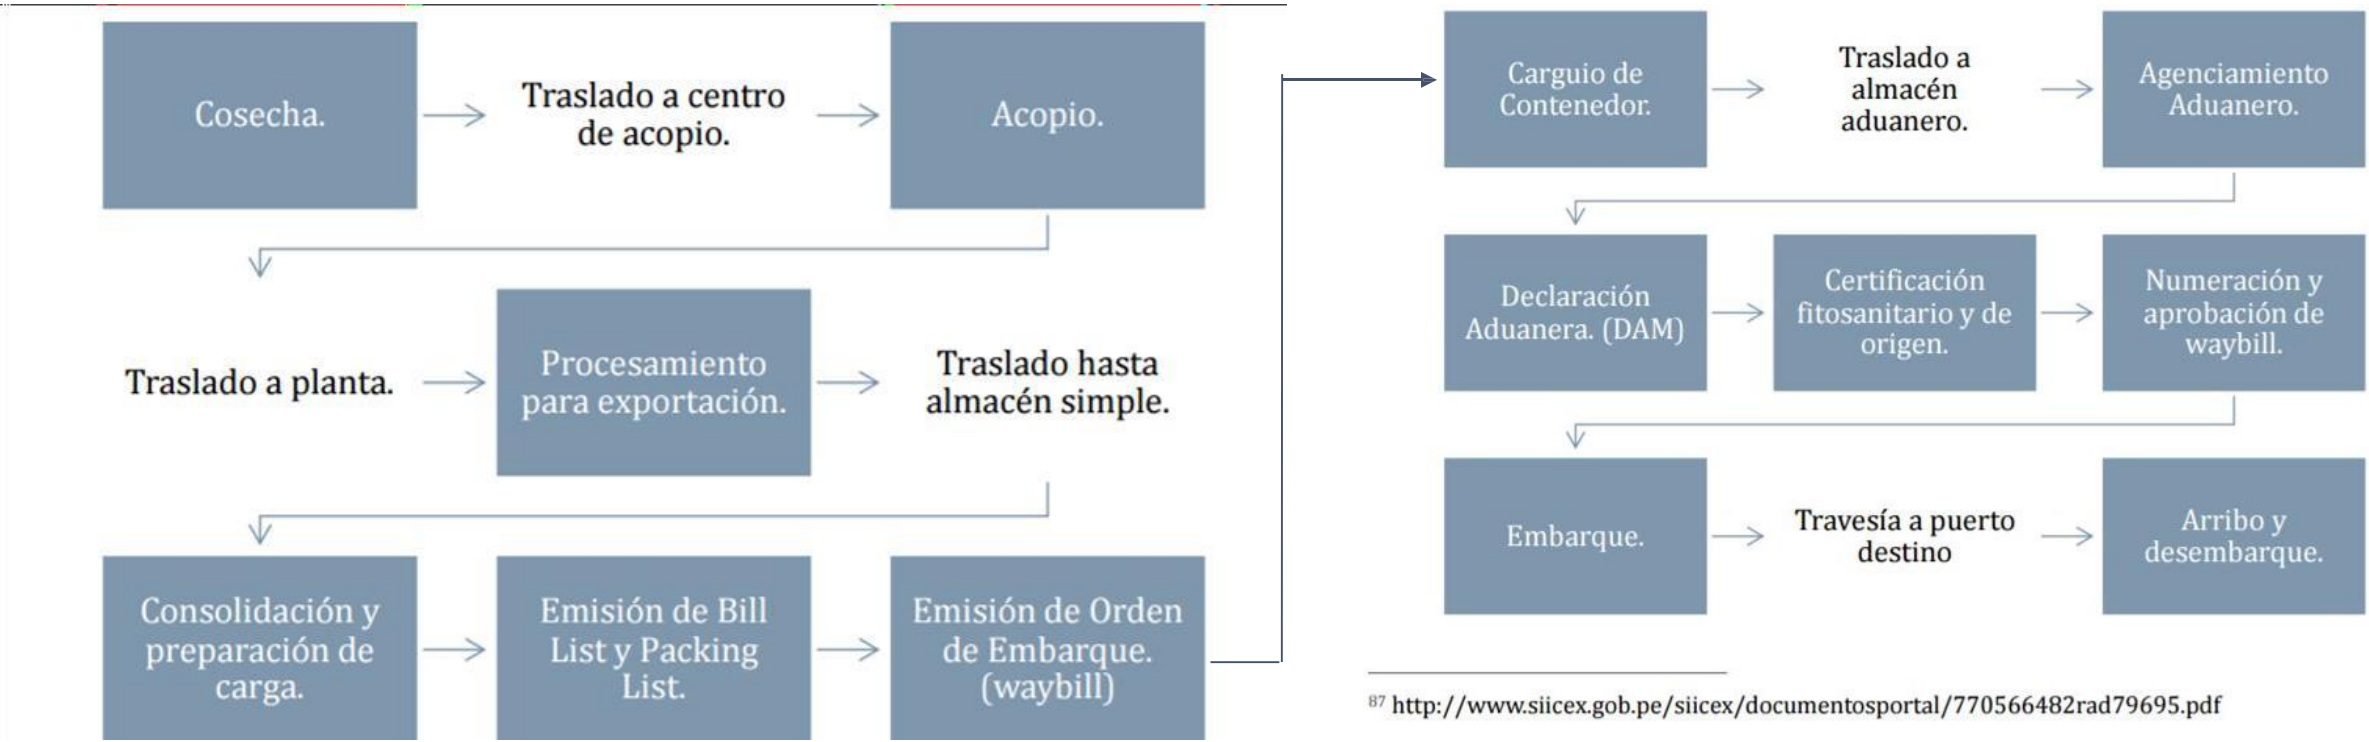 Cosecha.
Traslado a centro
de acopio.
Acopio.
Traslado a planta.
Procesamiento
para exportación.
Traslado hasta
almacén simple.
Consolidación y
preparación de
carga.
Emisión de Bill
List y Packing
List.
Emisión de Orden
de Embarque.
(waybill)
Carguio de
Contenedor.
Traslado a
almacén
aduanero.
Agenciamiento
Aduanero.
Declaración
Aduanera. (DAM)
Certificación
fitosanitario y de
origen.
Numeración y
aprobación de
waybill.
Embarque.
Travesía a puerto
destino
Arribo y
desembarque.
87 http://www.siicex.gob.pe/siicex/documentosportal/770566482rad79695.pdf